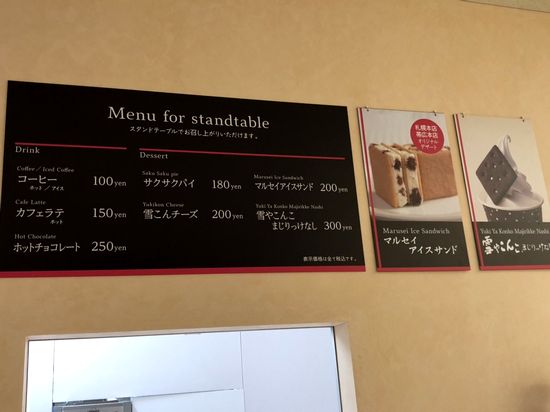 Menu for standtable
スタンドテーブルでお召し上がりいただけます。
Drink
Coffee／Iced Coffee
コーヒー 100yen
ホット／アイス
Cafe Latte
カフェラテ 150yen
ホット
Hot Chocolate
ホットチョコレート 250yen
Dessert
Saku Saku pie
サクサクパイ 180yen
Yukikon Cheese
雪こんチーズ 200yen
Marusei Ice Sandwich
マルセイアイスサンド 200yen
Yuki Ya Konko Majirikke Nashi
雪やこんこ
まじりっけなし 300yen
表示価格は全て税込です。
札幌本店
帯広本店
オリジナル
デザート
Marusei Ice Sandwich
マルセイ
アイスサンド
Yuki Ya Konko Majirikke Nashi
雪やこんこ まじりっけなし